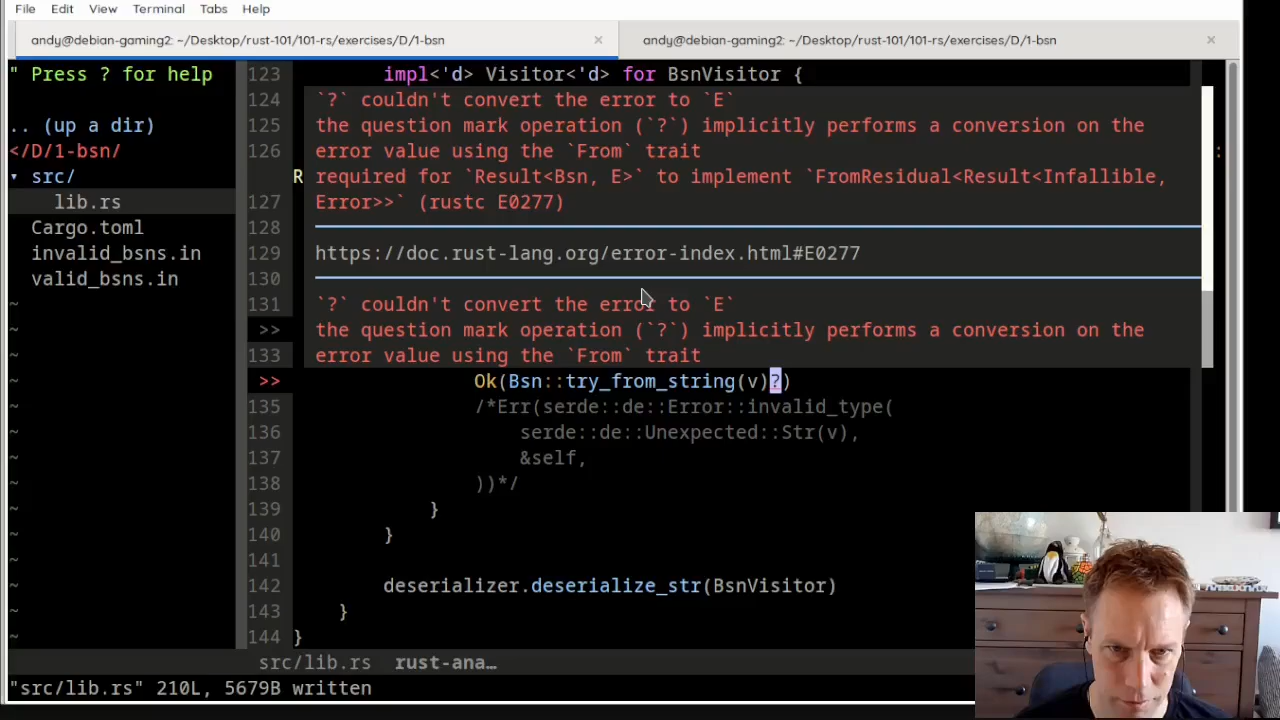 File Edit View Terminal Tabs Help
andy@debian-gaming2: ~/Desktop/rust-101/101-rs/exercises/D/1-bsn × andy@debian-gaming2: ~/Desktop/rust-101/101-rs/exercises/D/1-bsn ×
" Press ? for help
.. (up a dir)
</D/1-bsn/
▾ src/
lib.rs
Cargo.toml
invalid_bsns.in
valid_bsns.in
~
~
~
~
~
~
~
~
~
~
~
~
~
~
123 impl<'d> Visitor<'d> for BsnVisitor {
124 `?` couldn't convert the error to `E`
125 the question mark operation (`?`) implicitly performs a conversion on the
126 error value using the `From` trait :
R required for `Result<Bsn, E>` to implement `FromResidual<Result<Infallible,
127 Error>>` (rustc E0277)
128
129 https://doc.rust-lang.org/error-index.html#E0277
130
131 `?` couldn't convert the error to `E`
>> the question mark operation (`?`) implicitly performs a conversion on the
133 error value using the `From` trait
>> Ok(Bsn::try_from_string(v)?)
135 /*Err(serde::de::Error::invalid_type(
136 serde::de::Unexpected::Str(v),
137 &self,
138 ))*/
139 }
140 }
141
142 deserializer.deserialize_str(BsnVisitor)
143 }
144 }
src/lib.rs rust-ana…
"src/lib.rs" 210L, 5679B written